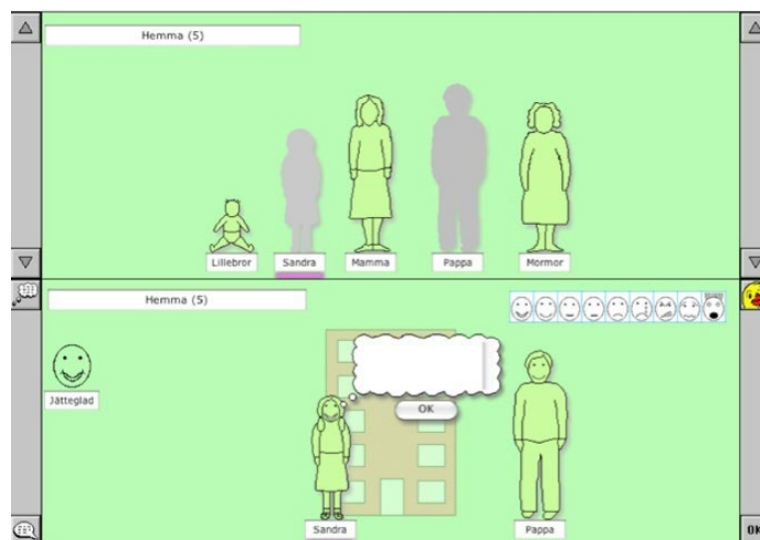 Hemma (5)
Lillebror
Sandra
Mamma
Pappa
Mormor
Hemma (5)
Jätteglad
OK
Sandra
Pappa
OK